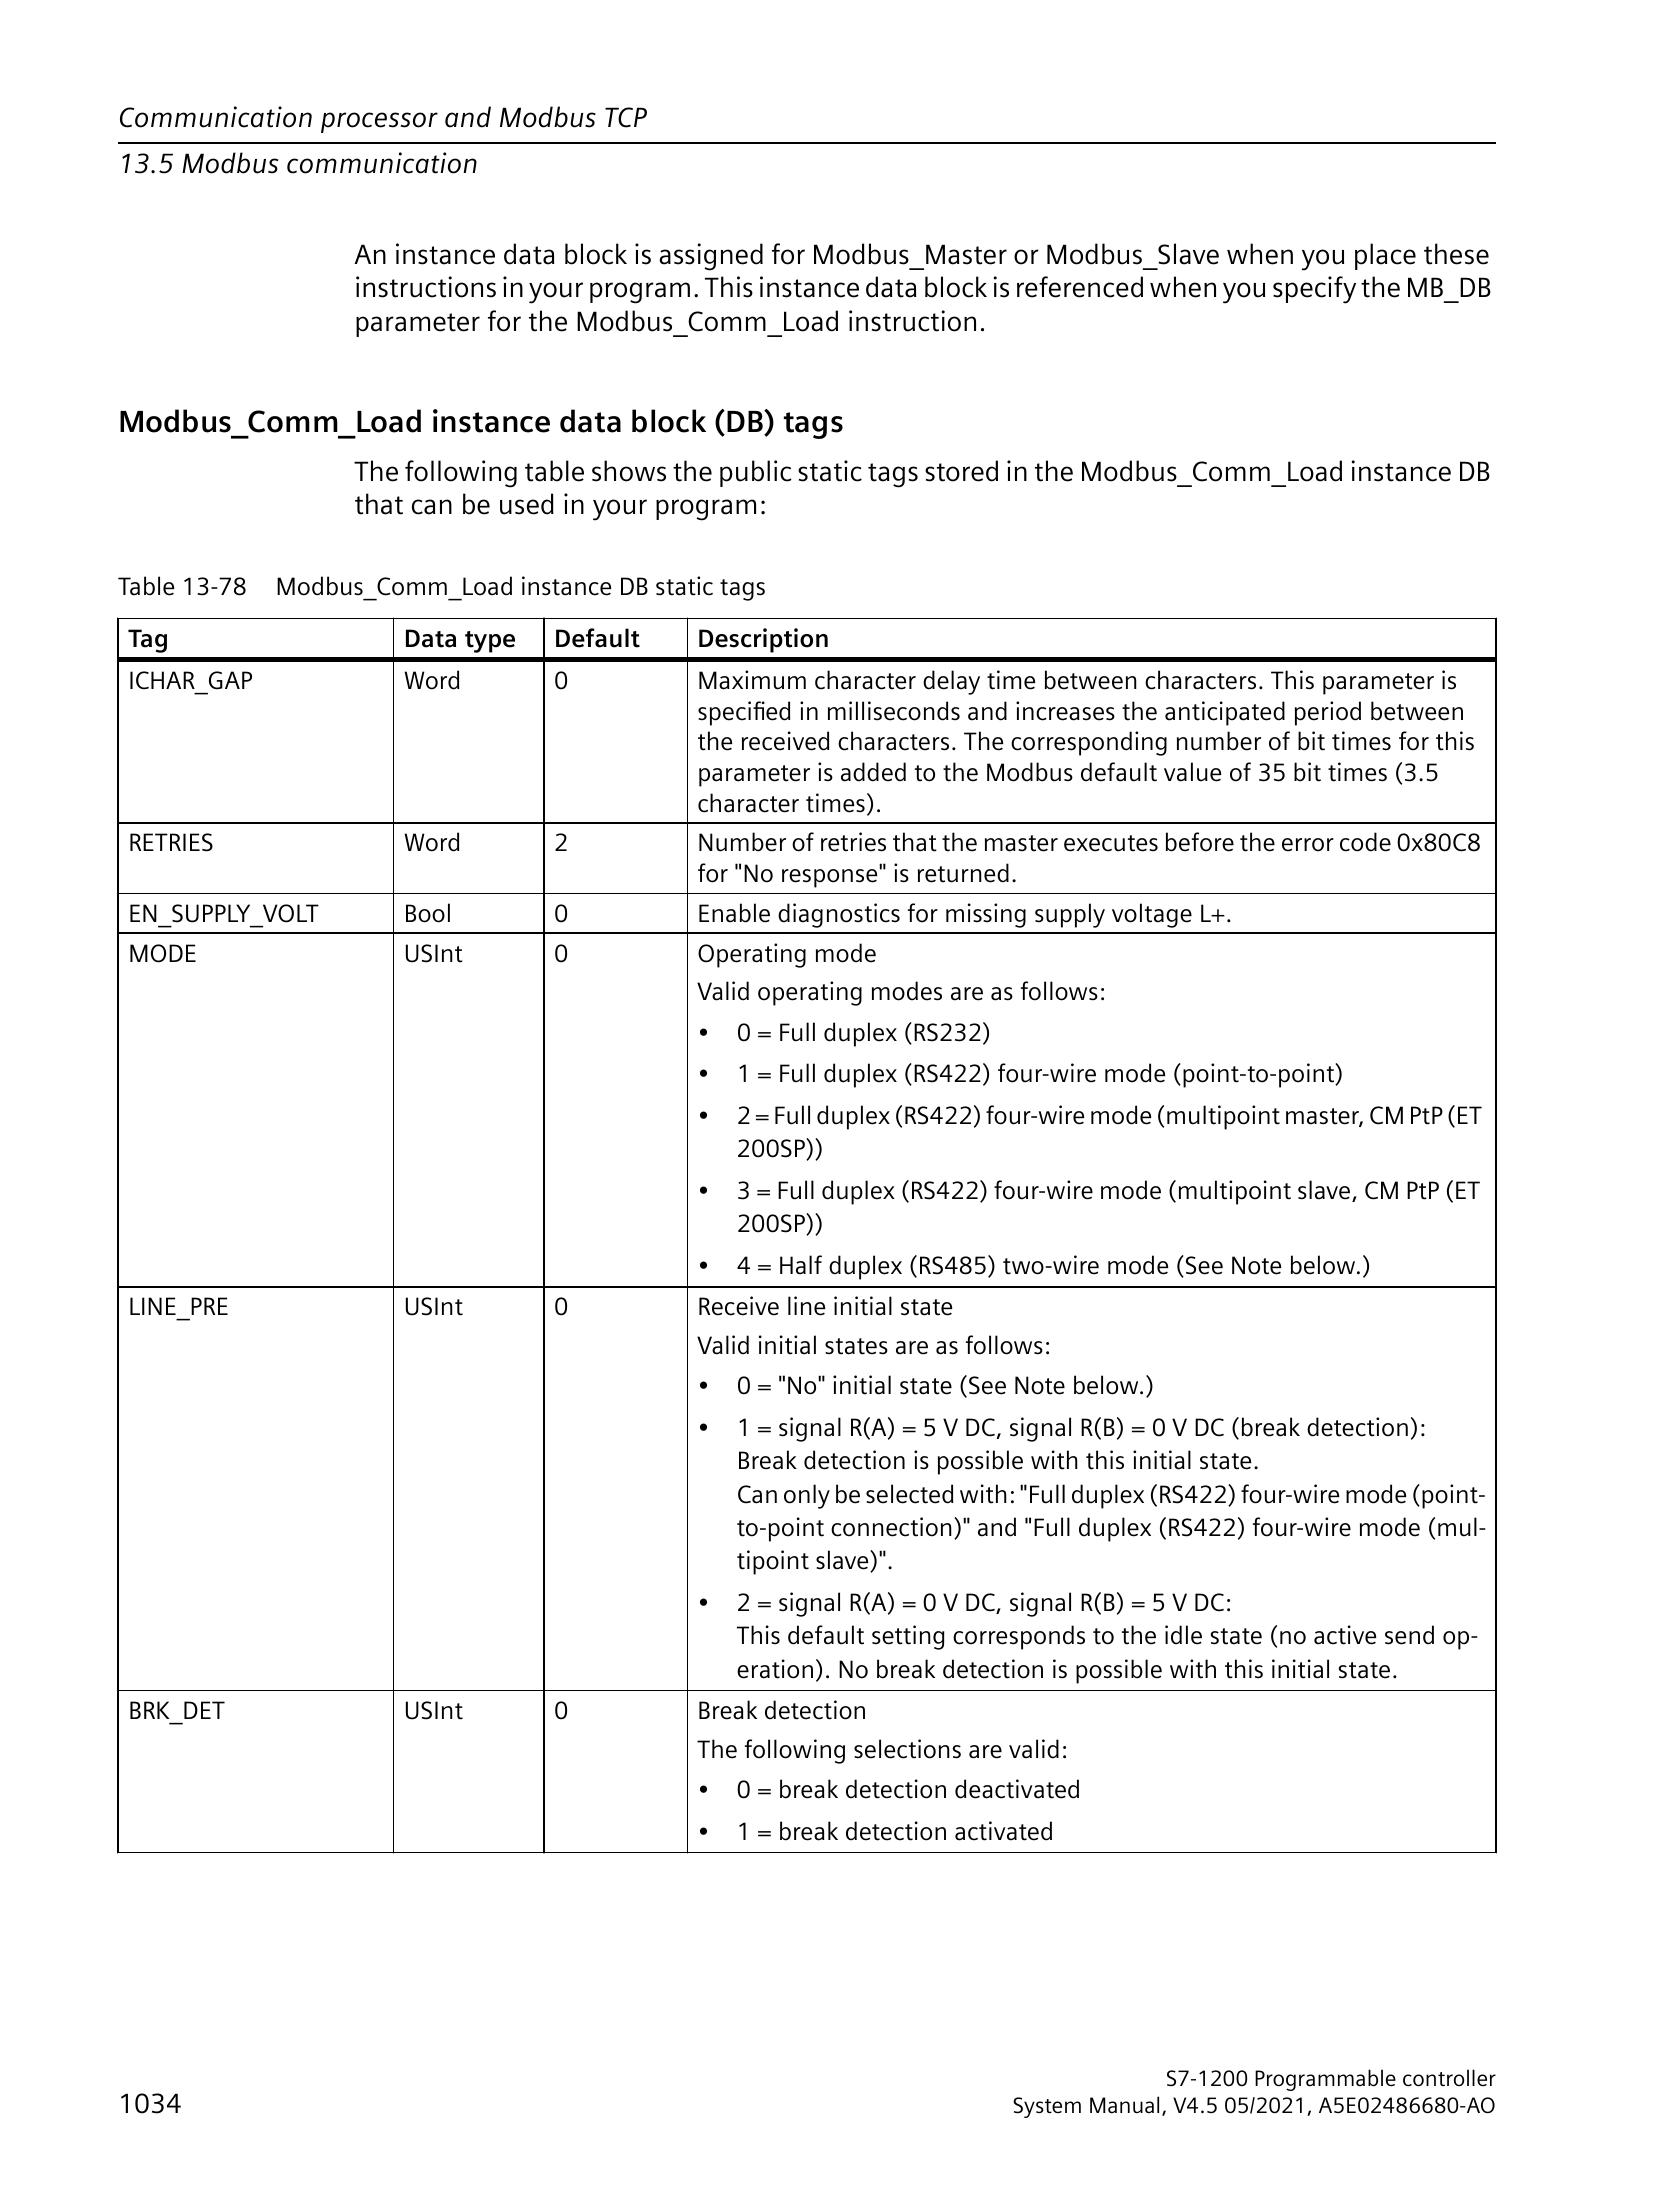 Communication processor and Modbus TCP
13.5 Modbus communication
An instance data block is assigned for Modbus_Master or Modbus_Slave when you place these
instructions in your program. This instance data block is referenced when you specify the MB_DB
parameter for the Modbus_Comm_Load instruction.
Modbus_Comm_Load instance data block (DB) tags
The following table shows the public static tags stored in the Modbus_Comm_Load instance DB
that can be used in your program:
Table 13-78 Modbus_Comm_Load instance DB static tags
Tag Data type Default Description
ICHAR_GAP Word 0 Maximum character delay time between characters. This parameter is
specified in milliseconds and increases the anticipated period between
the received characters. The corresponding number of bit times for this
parameter is added to the Modbus default value of 35 bit times (3.5
character times).
RETRIES Word 2 Number of retries that the master executes before the error code 0x80C8
for "No response" is returned.
EN_SUPPLY_VOLT Bool 0 Enable diagnostics for missing supply voltage L+.
MODE USInt 0 Operating mode
Valid operating modes are as follows:
• 0 = Full duplex (RS232)
• 1 = Full duplex (RS422) four-wire mode (point-to-point)
• 2 = Full duplex (RS422) four-wire mode (multipoint master, CM PtP (ET
200SP))
• 3 = Full duplex (RS422) four-wire mode (multipoint slave, CM PtP (ET
200SP))
• 4 = Half duplex (RS485) two-wire mode (See Note below.)
LINE_PRE USInt 0 Receive line initial state
Valid initial states are as follows:
• 0 = "No" initial state (See Note below.)
• 1 = signal R(A) = 5 V DC, signal R(B) = 0 V DC (break detection):
Break detection is possible with this initial state.
Can only be selected with: "Full duplex (RS422) four-wire mode (point-
to-point connection)" and "Full duplex (RS422) four-wire mode (mul-
tipoint slave)".
• 2 = signal R(A) = 0 V DC, signal R(B) = 5 V DC:
This default setting corresponds to the idle state (no active send op-
eration). No break detection is possible with this initial state.
BRK_DET USInt 0 Break detection
The following selections are valid:
• 0 = break detection deactivated
• 1 = break detection activated
S7-1200 Programmable controller
1034 System Manual, V4.5 05/2021, A5E02486680-AO